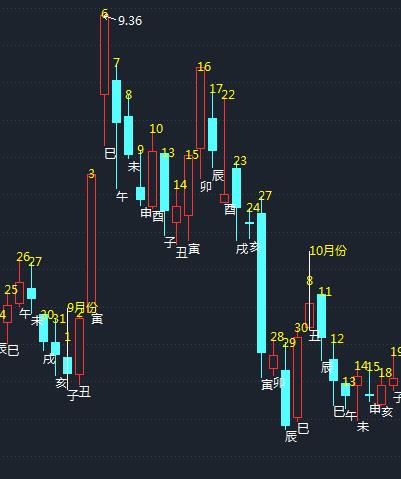 6 9.36
7 16
8 17 22
10
9 巳 未 13 15
23
3 辰
14 卯
午 27
申 酉 酉 24
子 丑 寅 戌 亥
10月份
26 27
8
25 11
9月份
4 午 未 30 31 2 寅
30 丑
1 28 29 12
辰 巳 戌 19
辰 14 15 18
亥 寅 卯 13
子 丑 子
巳 午 申 亥
辰 巳 未